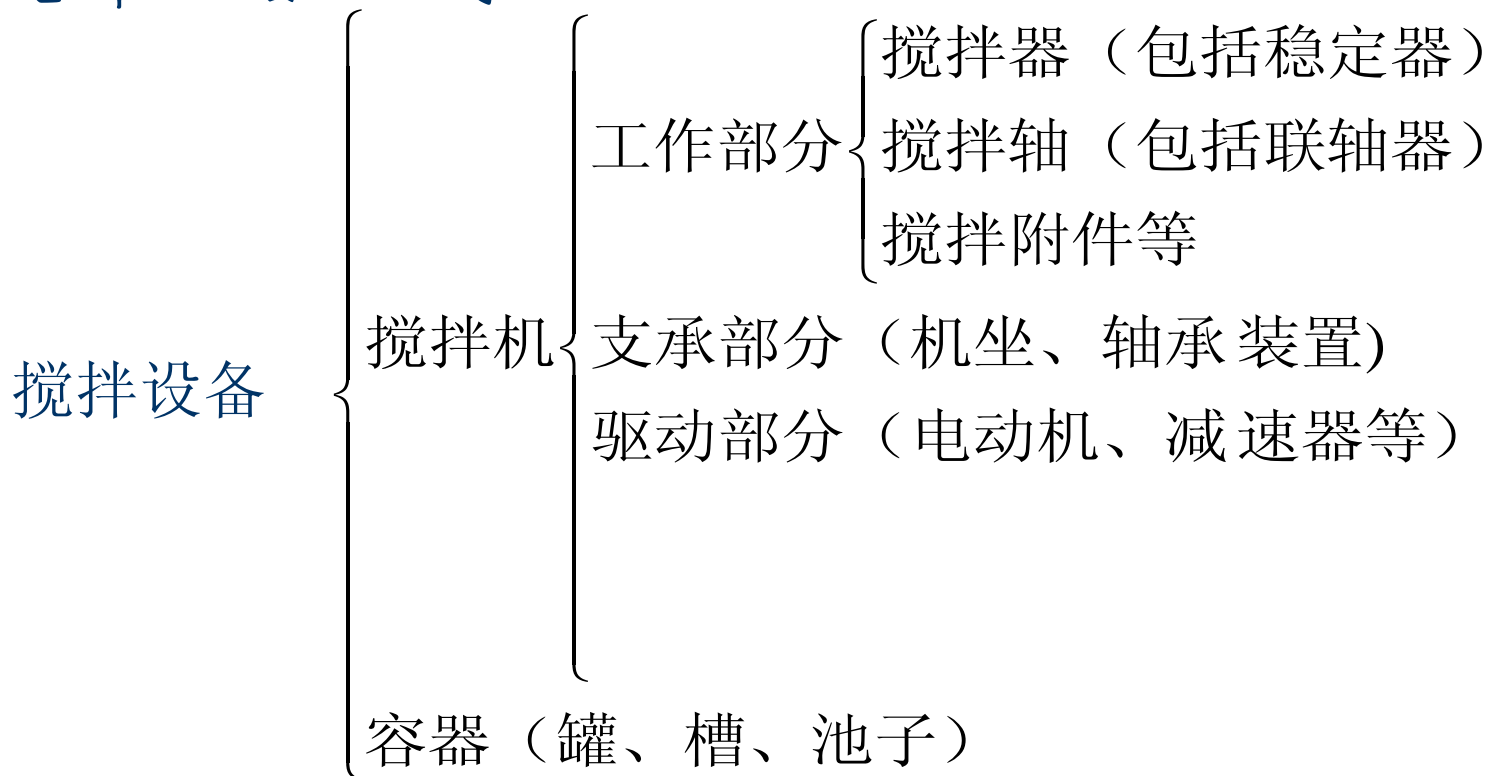 搅拌器（包括稳定器）
工作部分
搅拌轴（包括联轴器）
搅拌附件等
搅拌机
支承部分（机坐、轴承装置)
搅拌设备
驱动部分（电动机、减速器等）
容器（罐、槽、池子）